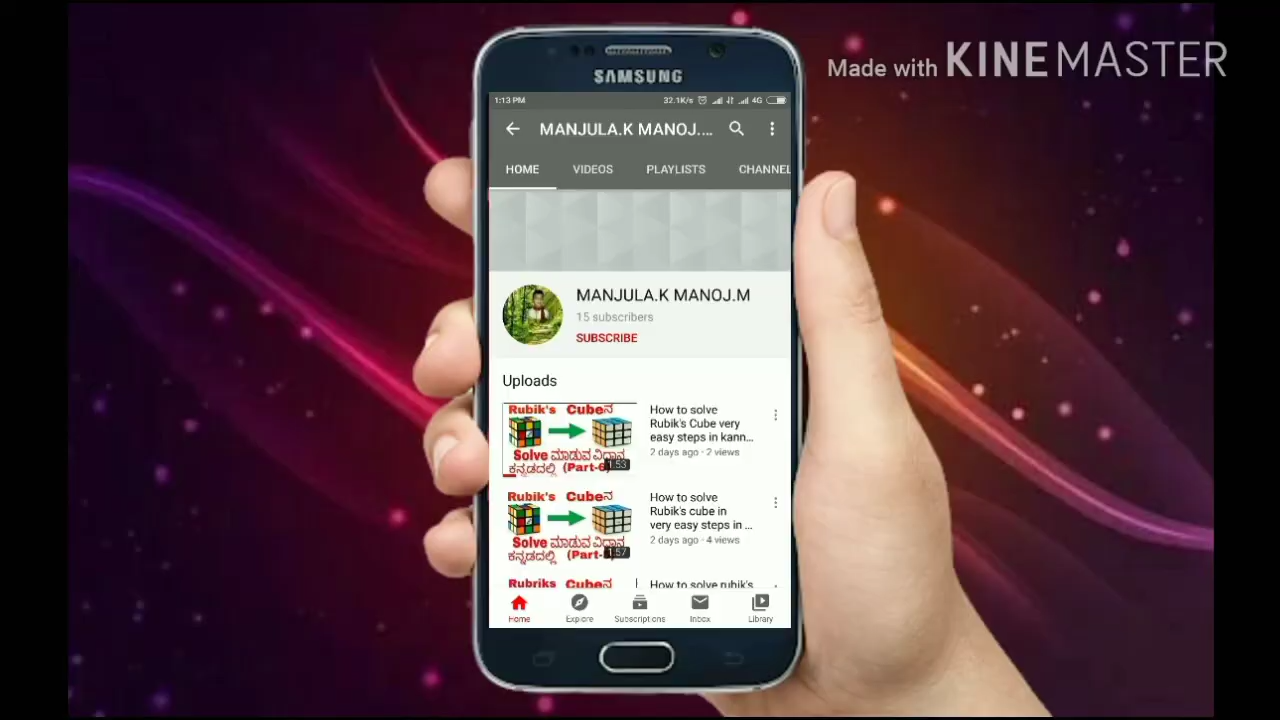 Made with KINEMASTER
SAMSUNG
1:13 PM 32.1K/s 4G
MANJULA.K MANOJ....
HOME VIDEOS PLAYLISTS CHANNEL
MANJULA.K MANOJ.M
15 subscribers
SUBSCRIBE
Uploads
Rubik's Cubeನ
Solve ಮಾಡುವ ವಿಧಾನ
ಕನ್ನಡದಲ್ಲಿ (Part-6
1:53
How to solve
Rubik's Cube very
easy steps in kann...
2 days ago · 2 views
Rubik's Cubeನ
Solve ಮಾಡುವ ವಿಧಾನ
ಕನ್ನಡದಲ್ಲಿ (Part-
1:57
How to solve
Rubik's cube in
very easy steps in ...
2 days ago · 4 views
Rubriks Cubeನ
How to solve rubik's
Home Explore Subscriptions Inbox Library